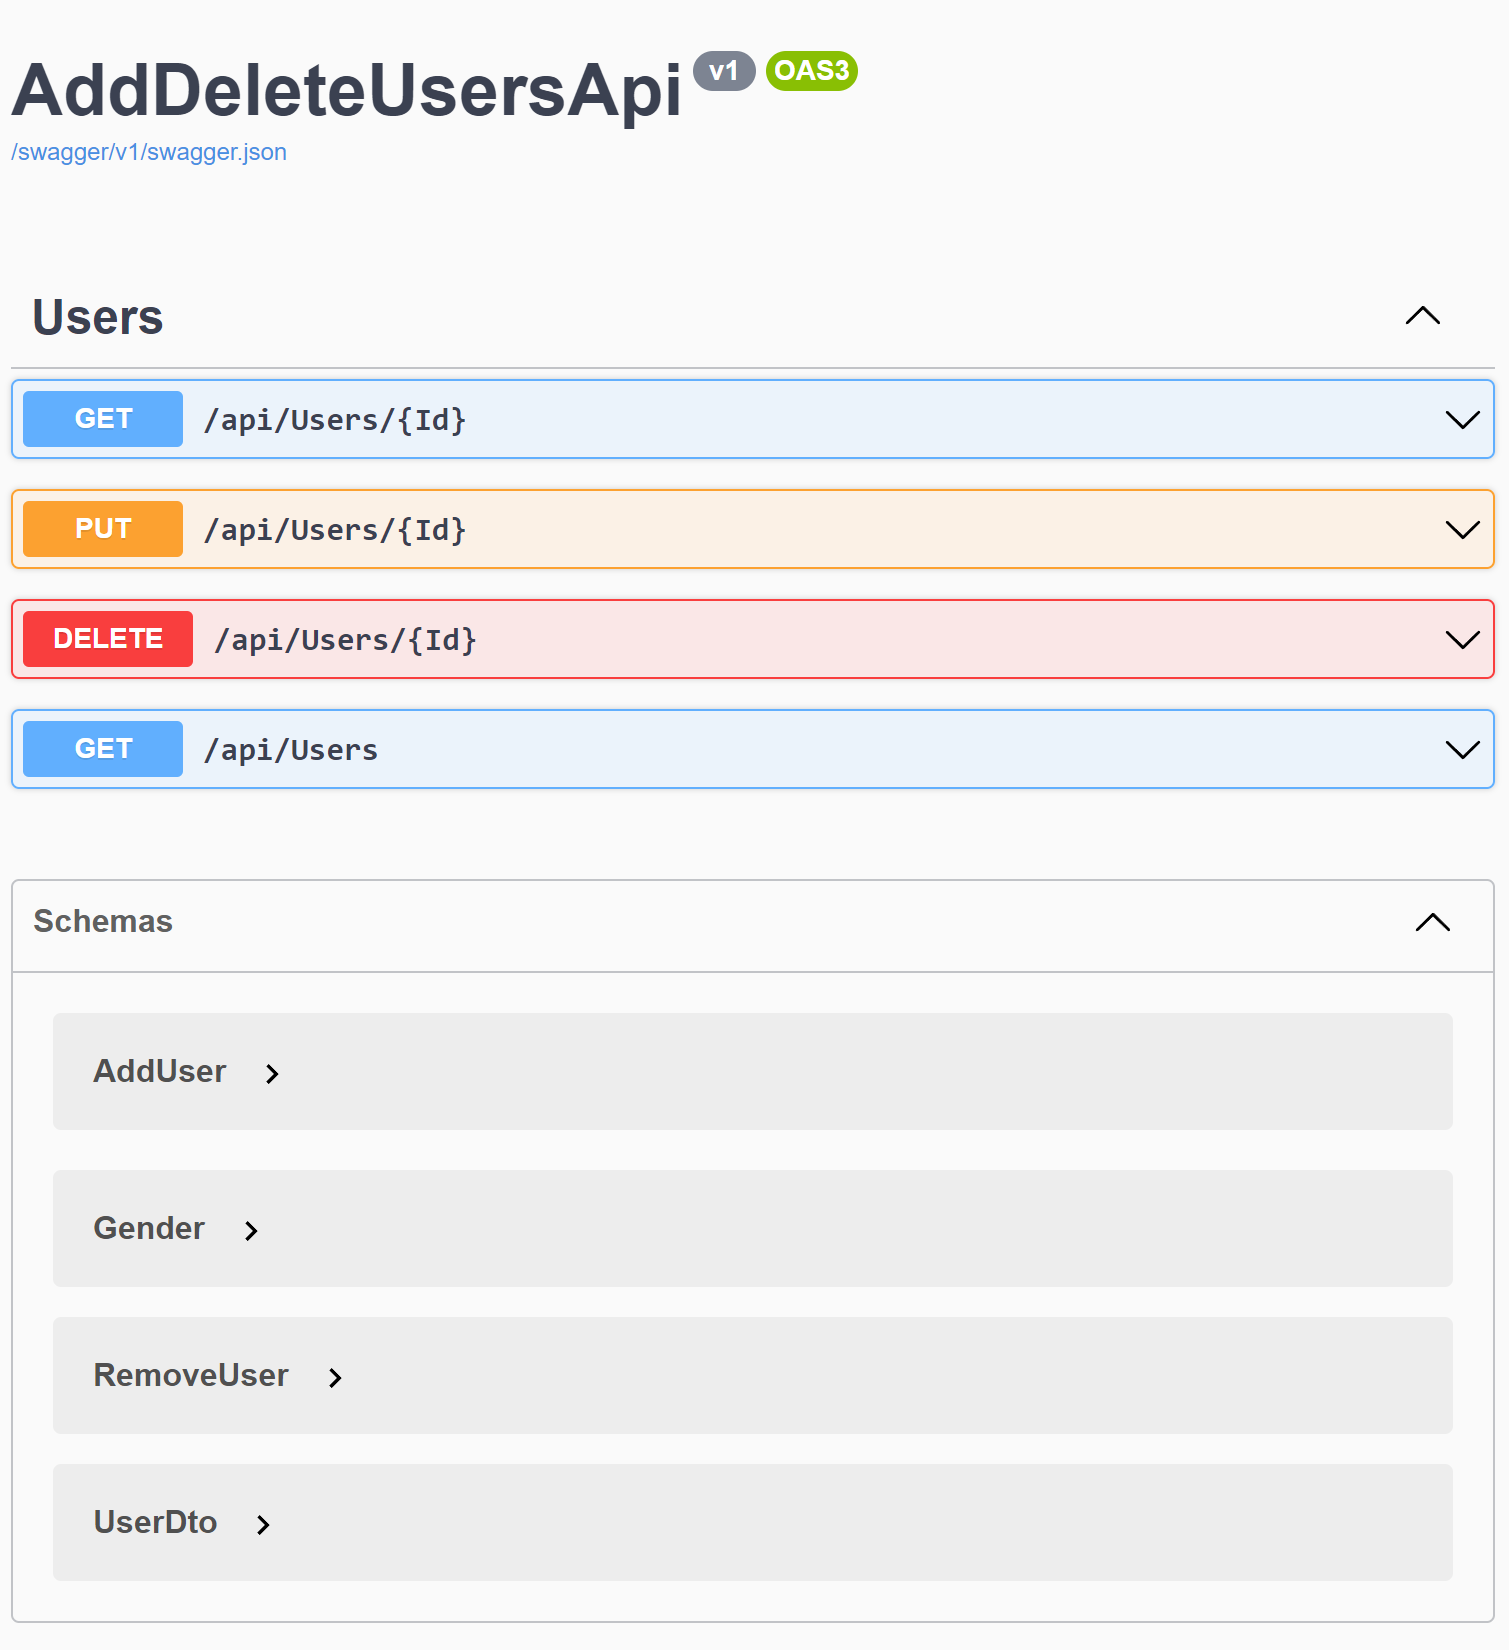 AddDeleteUsersApi v1 OAS3
/swagger/v1/swagger.json
Users
GET /api/Users/{Id}
PUT /api/Users/{Id}
DELETE /api/Users/{Id}
GET /api/Users
Schemas
AddUser
Gender
RemoveUser
UserDto